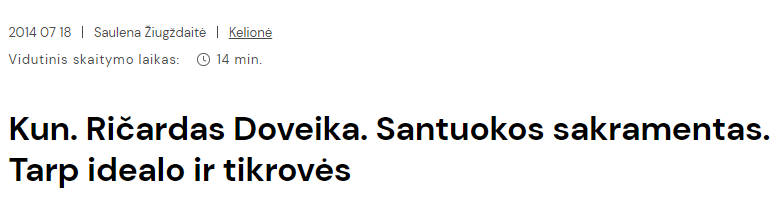 2014 07 18 | Saulena Žiugždaitė | Kelionė
Vidutinis skaitymo laikas: 14 min.
Kun. Ričardas Doveika. Santuokos sakramentas.
Tarp idealo ir tikrovės